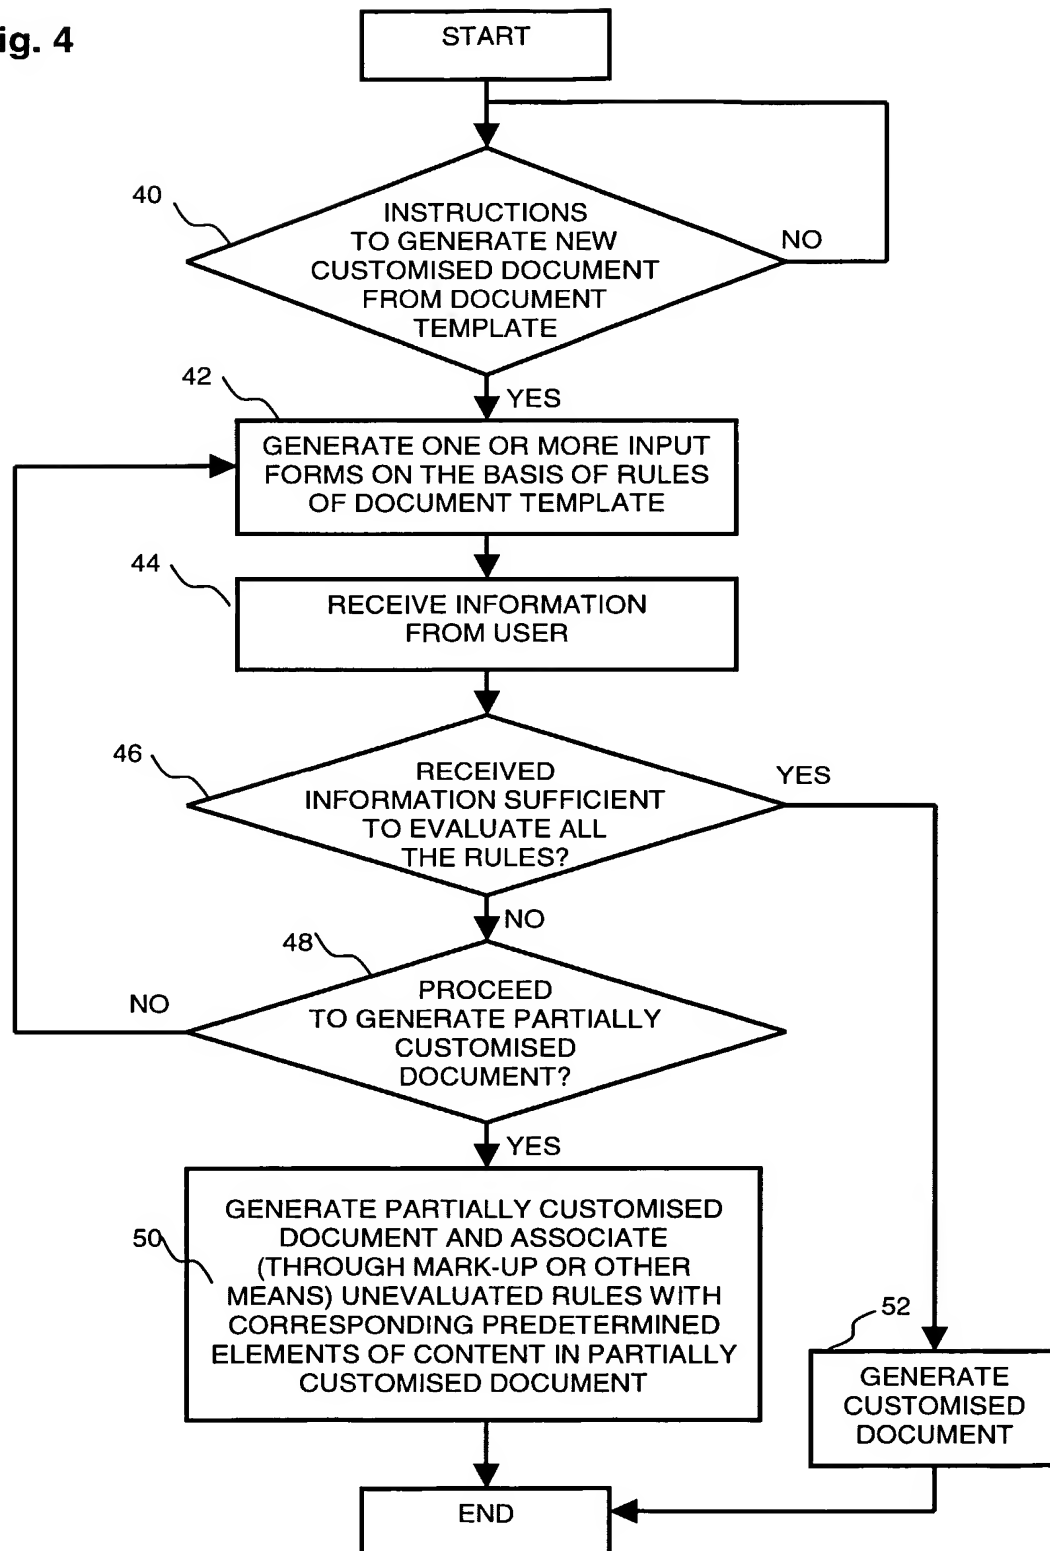 ig. 4
START
40
INSTRUCTIONS
TO GENERATE NEW
CUSTOMISED DOCUMENT
FROM DOCUMENT
TEMPLATE
NO
YES
42
GENERATE ONE OR MORE INPUT
FORMS ON THE BASIS OF RULES
OF DOCUMENT TEMPLATE
44
RECEIVE INFORMATION
FROM USER
46
RECEIVED
INFORMATION SUFFICIENT
TO EVALUATE ALL
THE RULES?
YES
NO
48
PROCEED
TO GENERATE PARTIALLY
CUSTOMISED
DOCUMENT?
NO
YES
50
GENERATE PARTIALLY CUSTOMISED
DOCUMENT AND ASSOCIATE
(THROUGH MARK-UP OR OTHER
MEANS) UNEVALUATED RULES WITH
CORRESPONDING PREDETERMINED
ELEMENTS OF CONTENT IN PARTIALLY
CUSTOMISED DOCUMENT
52
GENERATE
CUSTOMISED
DOCUMENT
END